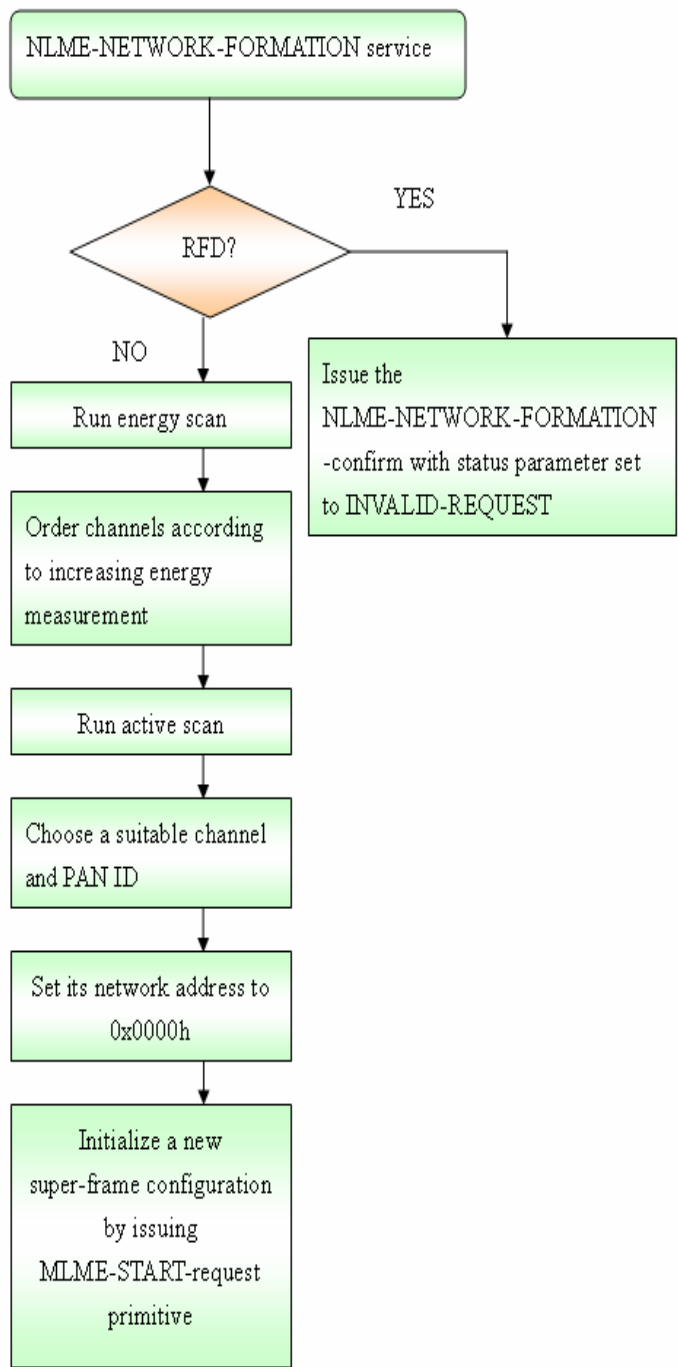 NLME-NETWORK-FORMATION service
YES
RFD?
NO
Issue the
NLME-NETWORK-FORMATION
-confirm with status parameter set
to INVALID-REQUEST
Run energy scan
Order channels according
to increasing energy
measurement
Run active scan
Choose a suitable channel
and PAN ID
Set its network address to
0x0000h
Initialize a new
super-frame configuration
by issuing
MLME-START-request
primitive